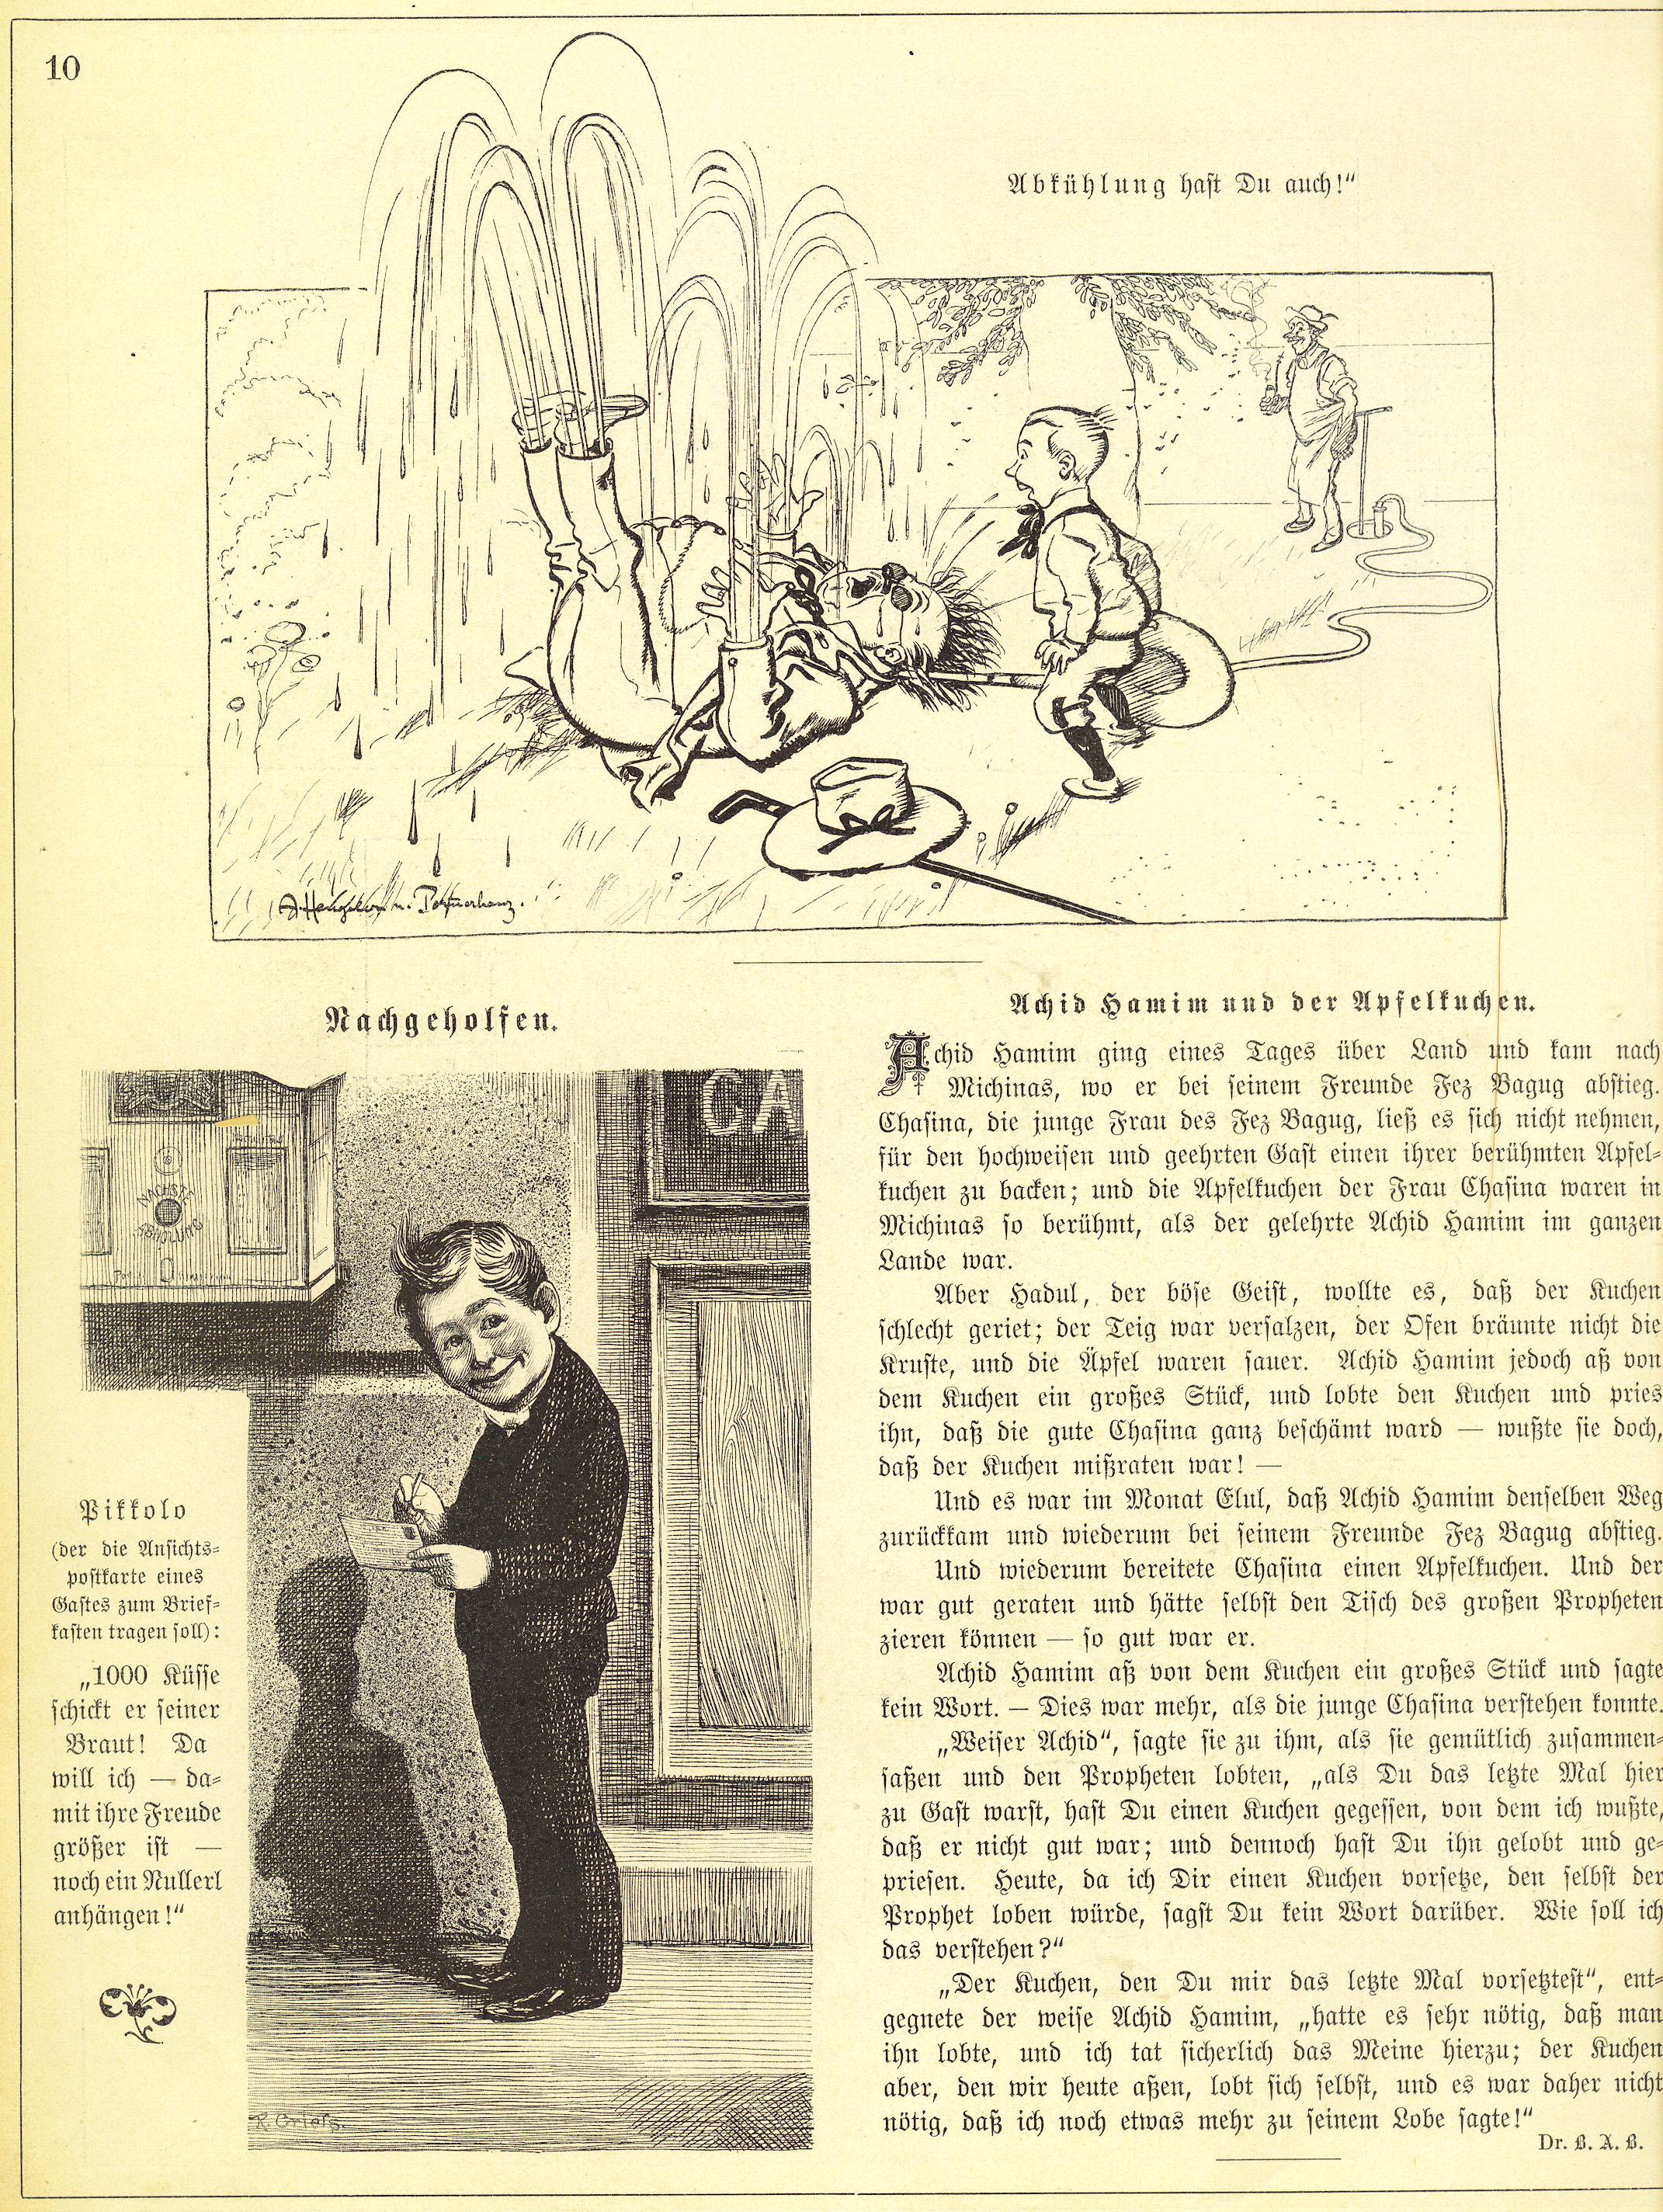 10
Abkühlung hast Du auch!“
Nachgeholfen.
CA
NÄCHSTE
ABHOLUNG
Pikkolo
(der die Ansichts-
postkarte eines
Gastes zum Brief-
kasten tragen soll):
„1000 Küsse
schickt er seiner
Braut! Da
will ich — da-
mit ihre Freude
größer ist —
noch ein Nullerl
anhängen!“
Achid Hamim und der Apfelkuchen.
Achid Hamim ging eines Tages über Land und kam nach
Michinas, wo er bei seinem Freunde Fez Bagug abstieg.
Chasina, die junge Frau des Fez Bagug, ließ es sich nicht nehmen,
für den hochweisen und geehrten Gast einen ihrer berühmten Apfel-
kuchen zu backen; und die Apfelkuchen der Frau Chasina waren in
Michinas so berühmt, als der gelehrte Achid Hamim im ganzen
Lande war.
Aber Hadul, der böse Geist, wollte es, daß der Kuchen
schlecht geriet; der Teig war versalzen, der Ofen bräunte nicht die
Kruste, und die Äpfel waren sauer. Achid Hamim jedoch aß von
dem Kuchen ein großes Stück, und lobte den Kuchen und pries
ihn, daß die gute Chasina ganz beschämt ward — wußte sie doch,
daß der Kuchen mißraten war! —
Und es war im Monat Elul, daß Achid Hamim denselben Weg
zurückkam und wiederum bei seinem Freunde Fez Bagug abstieg.
Und wiederum bereitete Chasina einen Apfelkuchen. Und der
war gut geraten und hätte selbst den Tisch des großen Propheten
zieren können — so gut war er.
Achid Hamim aß von dem Kuchen ein großes Stück und sagte
kein Wort. — Dies war mehr, als die junge Chasina verstehen konnte.
„Weiser Achid“, sagte sie zu ihm, als sie gemütlich zusammen-
saßen und den Propheten lobten, „als Du das letzte Mal hier
zu Gast warst, hast Du einen Kuchen gegessen, von dem ich wußte,
daß er nicht gut war; und dennoch hast Du ihn gelobt und ge-
priesen. Heute, da ich Dir einen Kuchen vorsetze, den selbst der
Prophet loben würde, sagst Du kein Wort darüber. Wie soll ich
das verstehen?“
„Der Kuchen, den Du mir das letzte Mal vorsetztest“, ent-
gegnete der weise Achid Hamim, „hatte es sehr nötig, daß man
ihn lobte, und ich tat sicherlich das Meine hierzu; der Kuchen
aber, den wir heute aßen, lobt sich selbst, und es war daher nicht
nötig, daß ich noch etwas mehr zu seinem Lobe sagte!“
Dr. B. A. B.